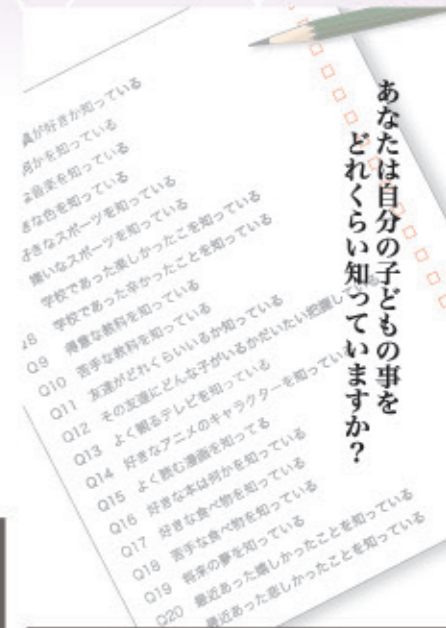 あなたは自分の子どもの事を
どれくらい知っていますか?
具が好きか知っている
何かを知っている
な音楽を知っている
きな色を知っている
好きなスポーツを知っている
嫌いなスポーツを知っている
学校であった楽しかったこを知っている
Q8 学校であった辛かったことを知っている
Q9 得意な教科を知っている
Q10 苦手な教科を知っている
Q11 友達がどれくらいいるか知っている
Q12 その友達にどんな子がいるかだいたい把握して
Q13 よく観るテレビを知っている
Q14 好きなアニメのキャラクターを知ってい
Q15 よく読む漫画を知ってる
Q16 好きな本は何かを知っている
Q17 好きな食べ物を知っている
Q18 苦手な食べ物を知っている
Q19 将来の夢を知っている
Q20 最近あった嬉しかったことを知っている
最近あった悲しかったことを知っている